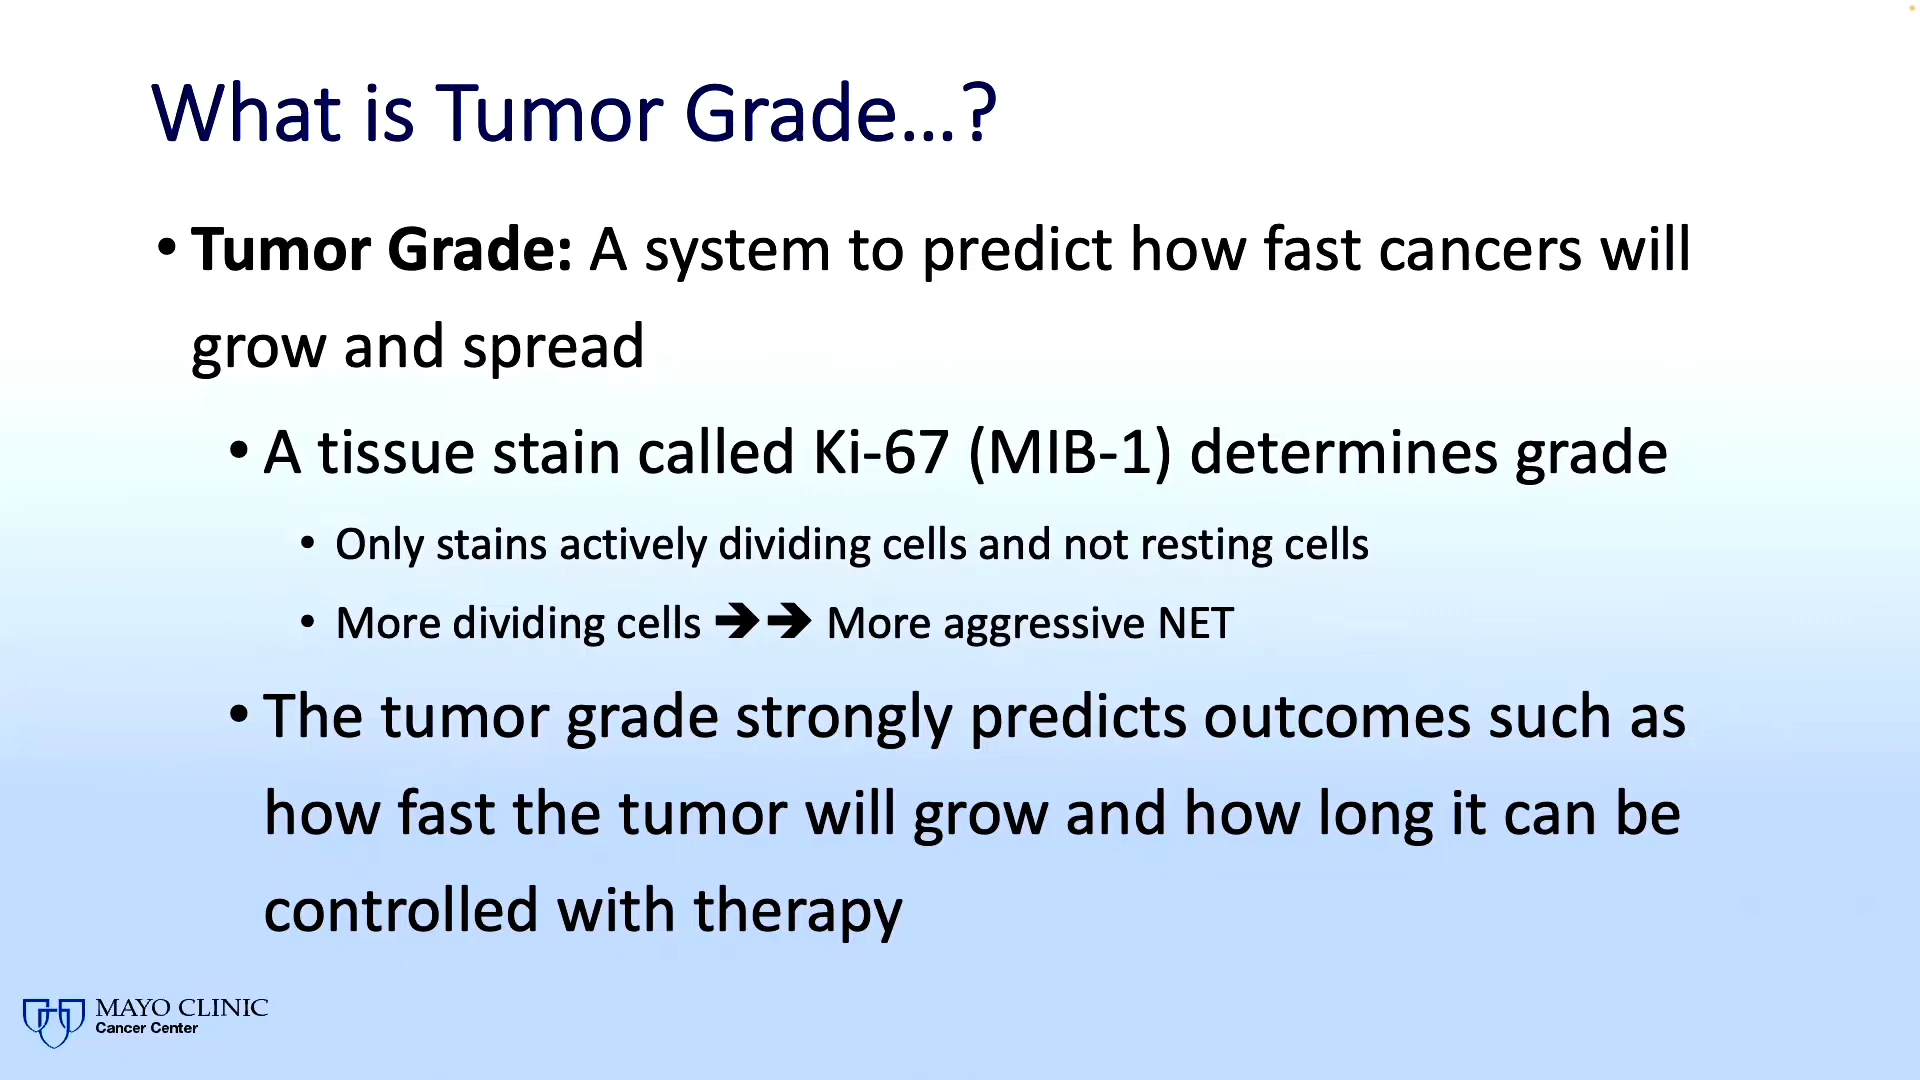 What is Tumor Grade...?
• Tumor Grade: A system to predict how fast cancers will
grow and spread
• A tissue stain called Ki-67 (MIB-1) determines grade
• Only stains actively dividing cells and not resting cells
• More dividing cells ➔➔ More aggressive NET
• The tumor grade strongly predicts outcomes such as
how fast the tumor will grow and how long it can be
controlled with therapy
MAYO CLINIC
Cancer Center